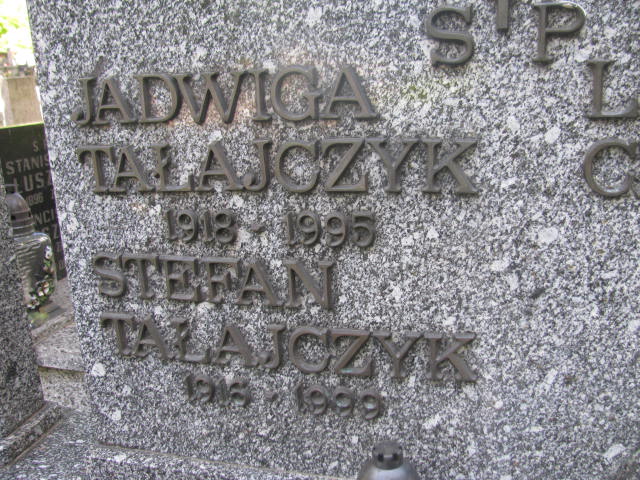 S†P
JADWIGA
TAŁAJCZYK
1918 - 1995
STEFAN
TAŁAJCZYK
1916 - 1999